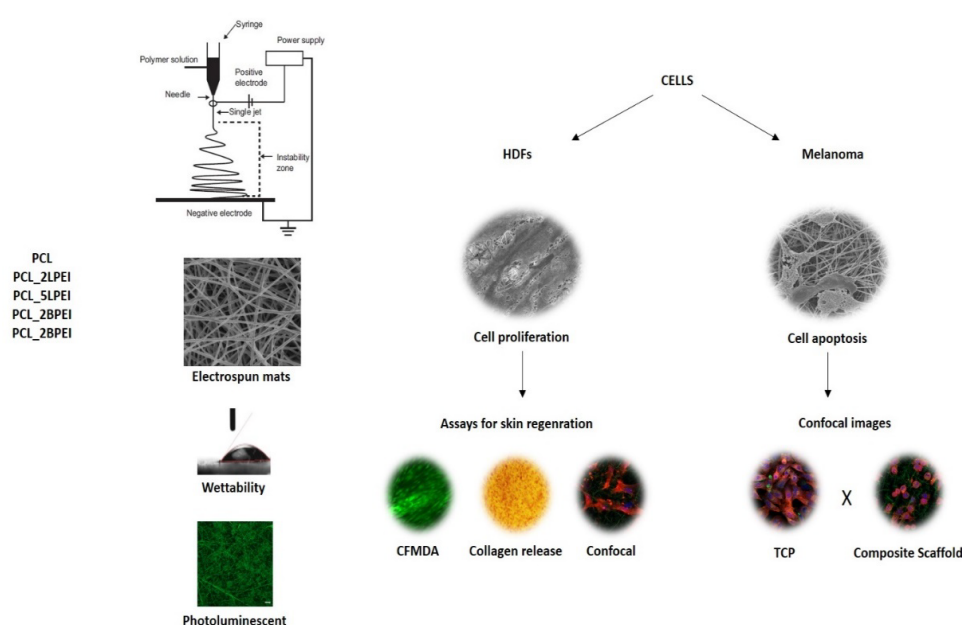 Syringe
Power supply
Polymer solution
Positive
electrode
Needle
Single jet
Instability
zone
Negative electrode
PCL
PCL_2LPEI
PCL_5LPEI
PCL_2BPEI
PCL_2BPEI
Electrospun mats
Wettability
Photoluminescent
CELLS
HDFs
Melanoma
Cell proliferation
Cell apoptosis
Assays for skin regenration
Confocal images
CFMDA
Collagen release
Confocal
TCP
X
Composite Scaffold